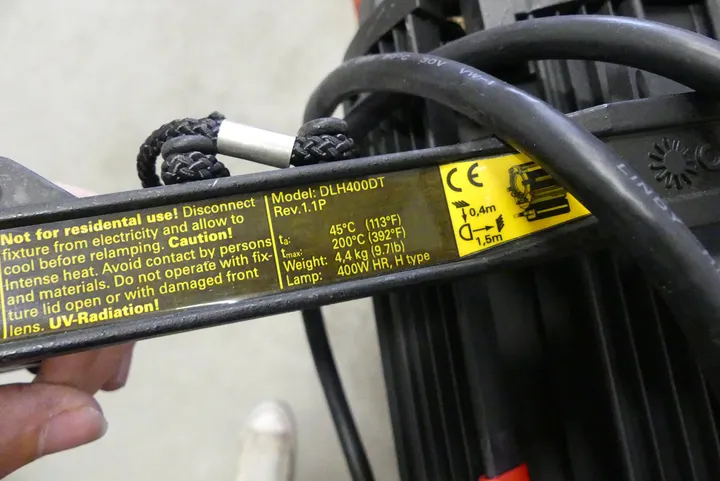 Not for residental use! Disconnect
fixture from electricity and allow to
cool before relamping. Caution!
Intense heat. Avoid contact by persons
and materials. Do not operate with fix-
ture lid open or with damaged front
lens. UV-Radiation!
Model: DLH400DT
Rev.1.1P
ta: 45°C (113°F)
tmax: 200°C (392°F)
Weight: 4,4 kg (9.7lb)
Lamp: 400W HR, H type
CE
0,4m
1,5m
30V VW-1